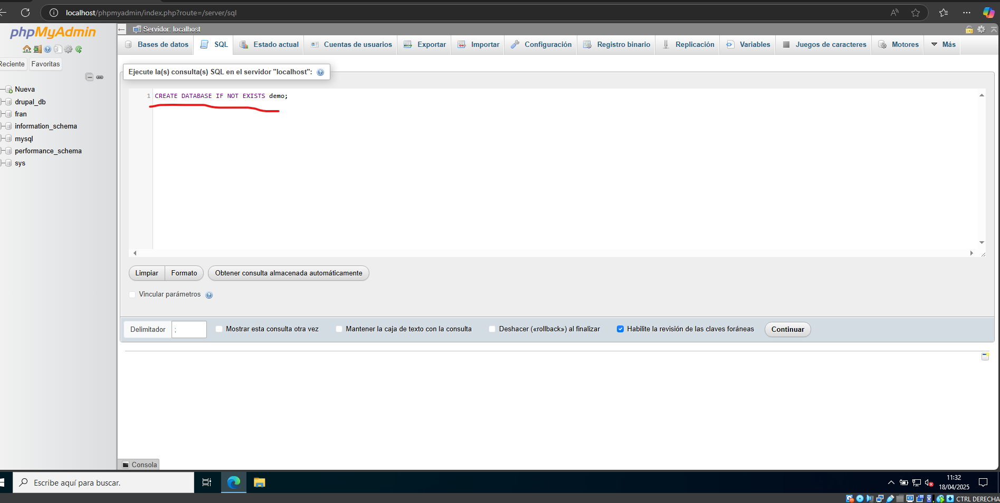 localhost/phpmyadmin/index.php?route=/server/sql
phpMyAdmin
Reciente
Favoritas
Nueva
drupal_db
fran
information_schema
mysql
performance_schema
sys
Servidor: localhost
Bases de datos
SQL
Estado actual
Cuentas de usuarios
Exportar
Importar
Configuración
Registro binario
Replicación
Variables
Juegos de caracteres
Motores
Más
Ejecute la(s) consulta(s) SQL en el servidor "localhost":
1 CREATE DATABASE IF NOT EXISTS demo;
Limpiar
Formato
Obtener consulta almacenada automáticamente
Vincular parámetros
Delimitador ;
Mostrar esta consulta otra vez
Mantener la caja de texto con la consulta
Deshacer («rollback») al finalizar
Habilite la revisión de las claves foráneas
Continuar
Consola
Escribe aquí para buscar.
11:32
18/04/2025
CTRL DERECHA